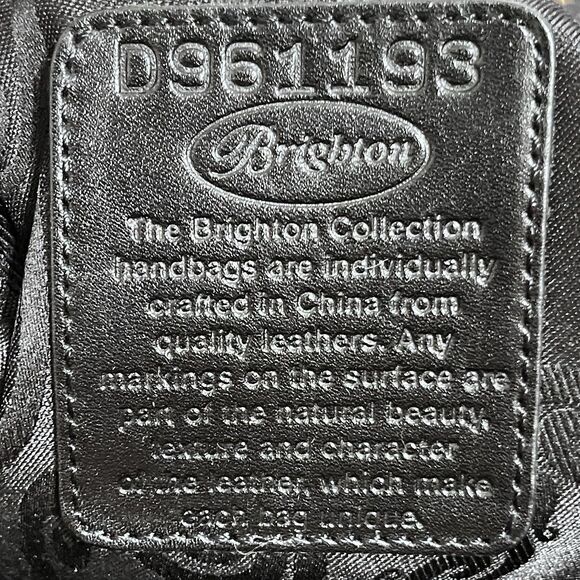 D961193
Brighton
The Brighton Collection
handbags are individually
crafted in China from
quality leathers. Any
markings on the surface are
part of the natural beauty,
texture and character
of the leather, which make
each bag unique.